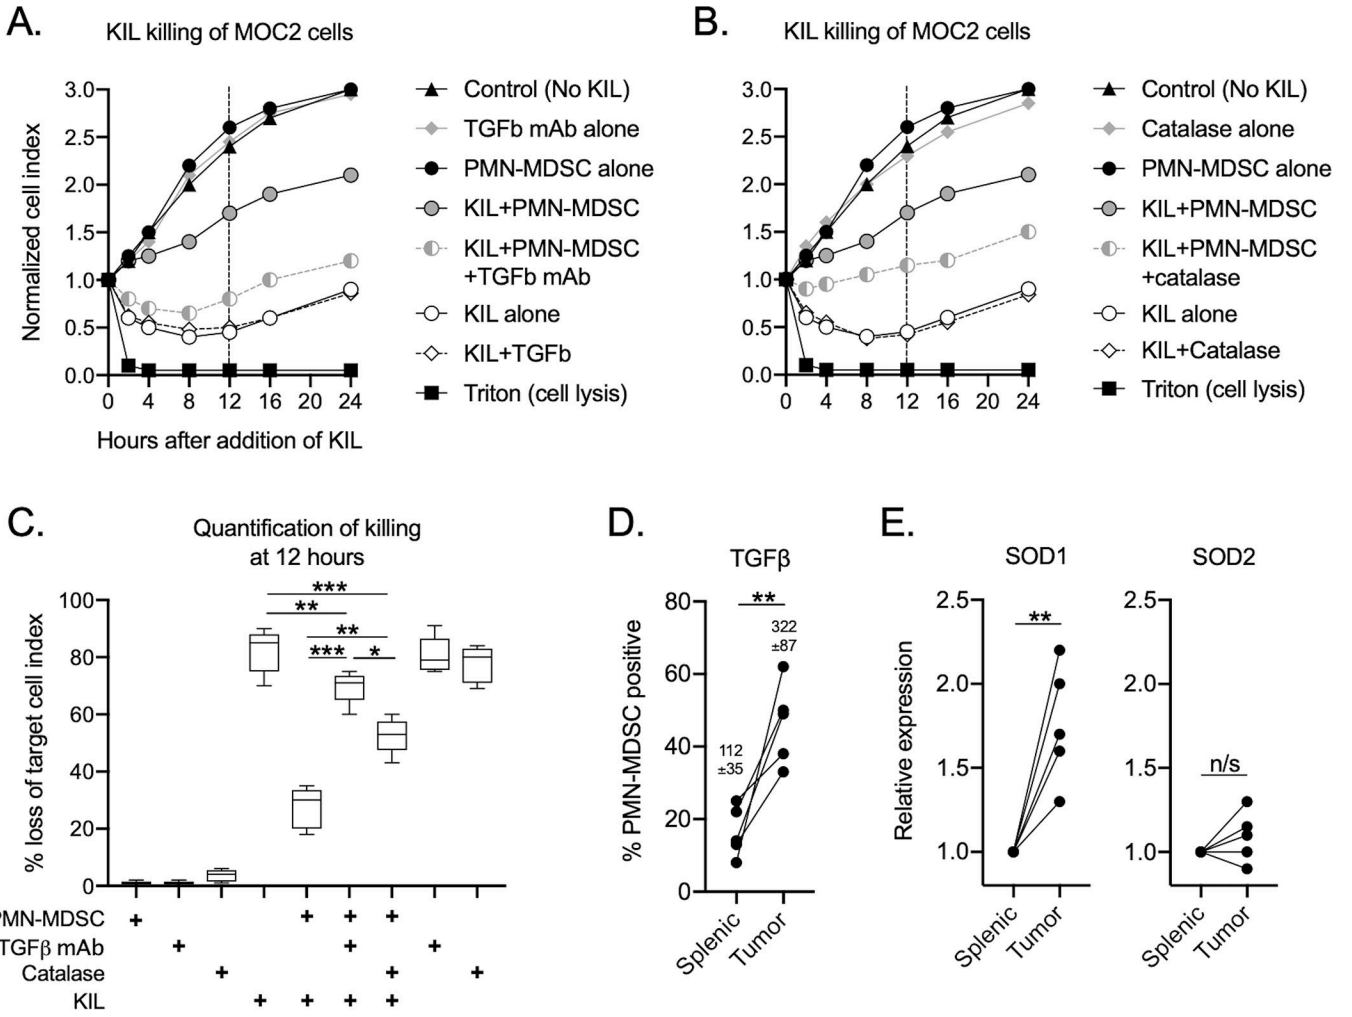 A.
KIL killing of MOC2 cells
Normalized cell index
3.0
2.5
2.0
1.5
1.0
0.5
0.0
0 4 8 12 16 20 24
Hours after addition of KIL
Control (No KIL)
TGFb mAb alone
PMN-MDSC alone
KIL+PMN-MDSC
KIL+PMN-MDSC
+TGFb mAb
KIL alone
KIL+TGFb
Triton (cell lysis)
B.
KIL killing of MOC2 cells
3.0
2.5
2.0
1.5
1.0
0.5
0.0
0 4 8 12 16 20 24
Control (No KIL)
Catalase alone
PMN-MDSC alone
KIL+PMN-MDSC
KIL+PMN-MDSC
+catalase
KIL alone
KIL+Catalase
Triton (cell lysis)
C.
Quantification of killing
at 12 hours
% loss of target cell index
100
80
60
40
20
0
***
**
**
*** *
PMN-MDSC + + + +
TGFβ mAb + + +
Catalase + + +
KIL + + + +
D.
TGFβ
% PMN-MDSC positive
80
60
40
20
0
**
322
±87
112
±35
Splenic
Tumor
E.
SOD1
Relative expression
2.5
2.0
1.5
1.0
**
Splenic
Tumor
SOD2
2.5
2.0
1.5
1.0
n/s
Splenic
Tumor